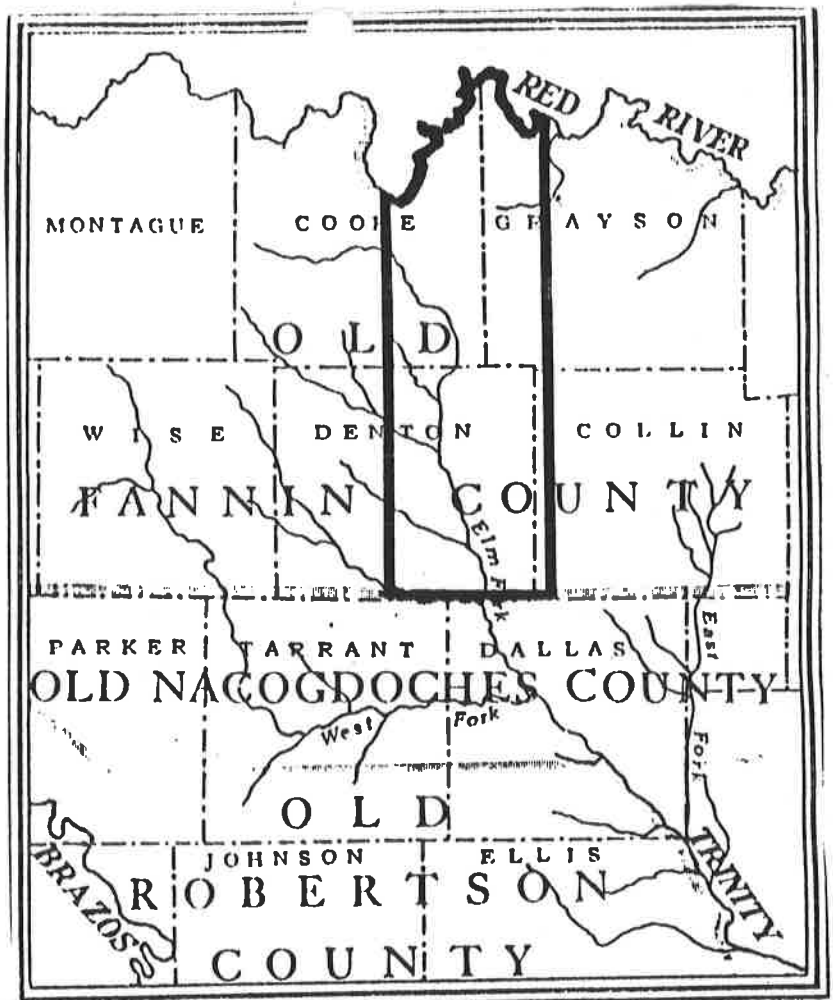 RED
RIVER
MONTAGUE
COOKE
GRAYSON
OLD
WISE
DENTON
COLLIN
FANNIN COUNTY
Elm Fork
East
PARKER
TARRANT
DALLAS
OLD NACOGDOCHES COUNTY
West
Fork
Fork
OLD
JOHNSON
ELLIS
BRAZOS
ROBERTSON
TRINITY
COUNTY